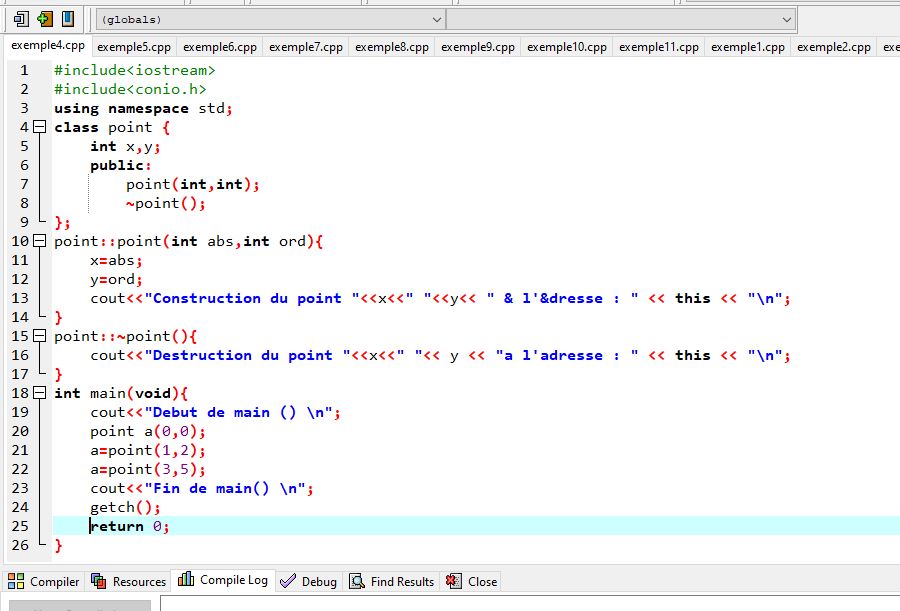 (globals)
exemple4.cpp exemple5.cpp exemple6.cpp exemple7.cpp exemple8.cpp exemple9.cpp exemple10.cpp exemple11.cpp exemple1.cpp exemple2.cpp exe
1 #include<iostream>
2 #include<conio.h>
3 using namespace std;
4 class point {
5 int x,y;
6 public:
7 point(int,int);
8 ~point();
9 };
10 point::point(int abs,int ord){
11 x=abs;
12 y=ord;
13 cout<<"Construction du point "<<x<<" "<<y<< " & l'&dresse : " << this << "\n";
14 }
15 point::~point(){
16 cout<<"Destruction du point "<<x<<" "<< y << "a l'adresse : " << this << "\n";
17 }
18 int main(void){
19 cout<<"Debut de main () \n";
20 point a(0,0);
21 a=point(1,2);
22 a=point(3,5);
23 cout<<"Fin de main() \n";
24 getch();
25 return 0;
26 }
Compiler Resources Compile Log Debug Find Results Close